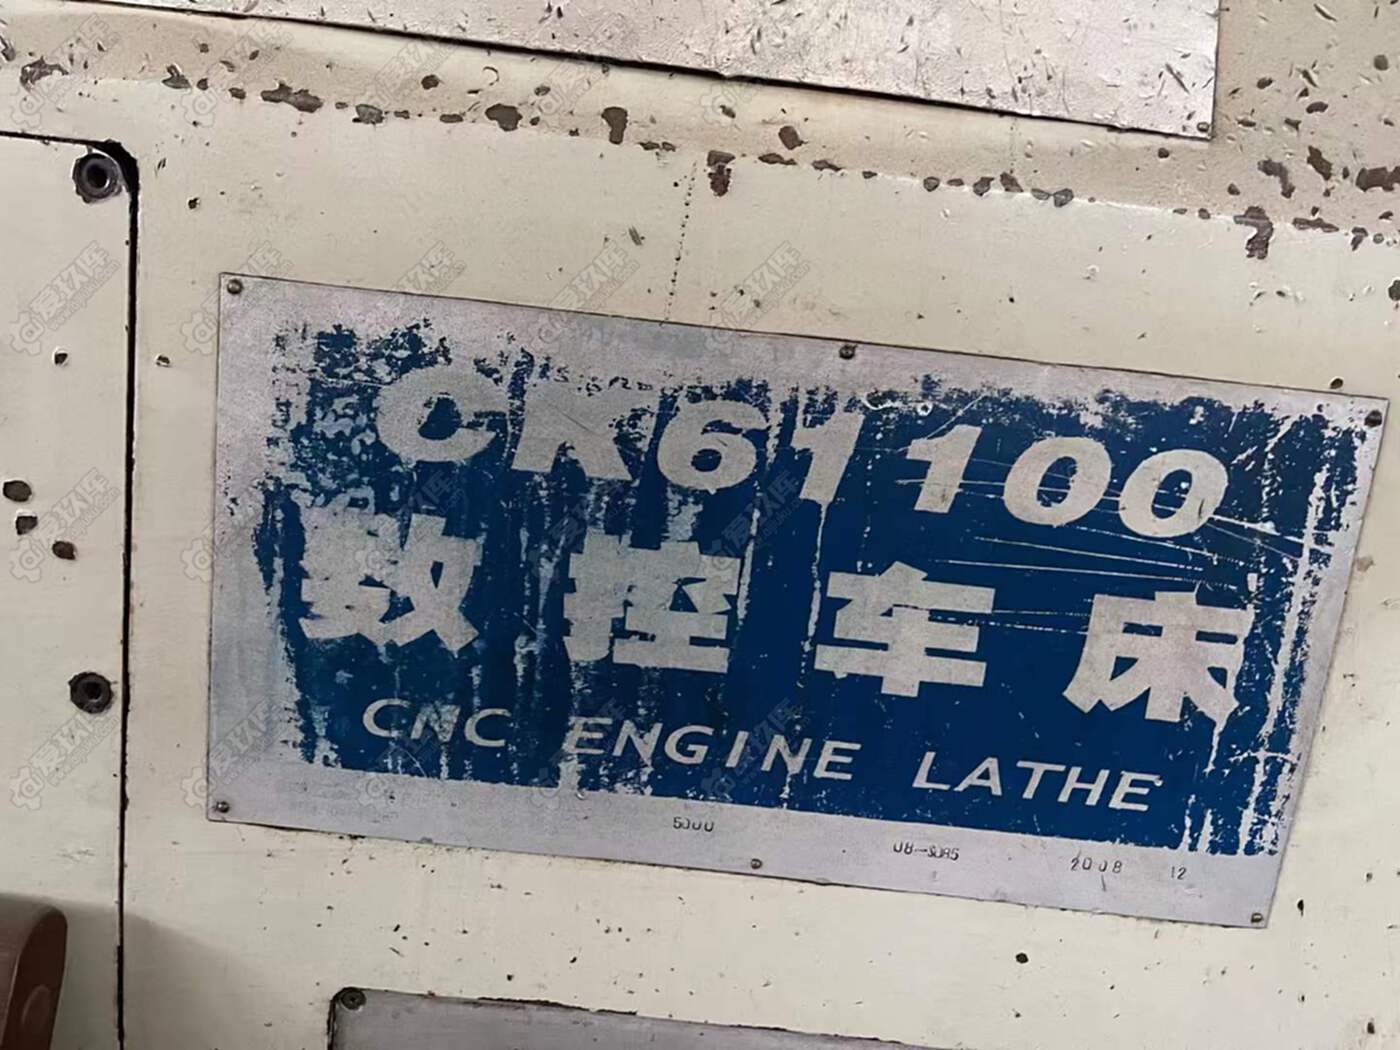 CK61100
数控车床
CNC ENGINE LATHE
5000 08-S085 2008 12